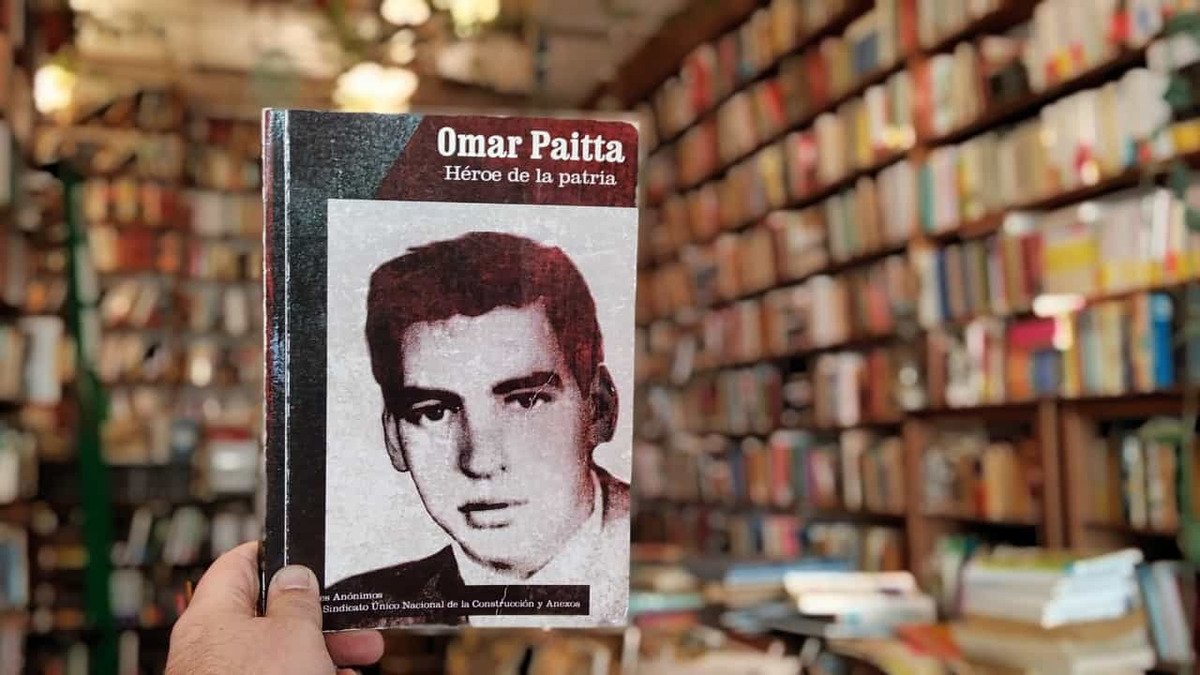 Omar Paitta
Héroe de la patria
es Anónimos
Sindicato Único Nacional de la Construcción y Anexos